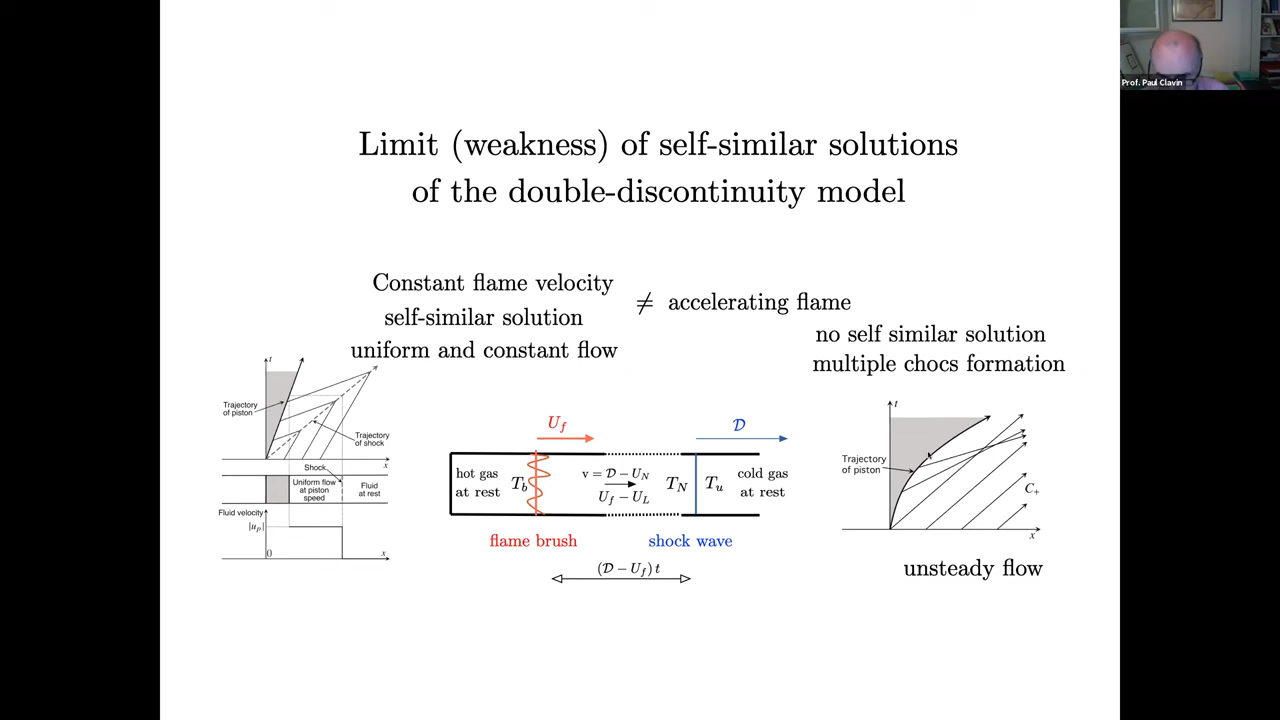 Prof. Paul Clavin
Limit (weakness) of self-similar solutions
of the double-discontinuity model
Constant flame velocity
self-similar solution
uniform and constant flow
≠ accelerating flame
no self similar solution
multiple chocs formation
t
Trajectory
of piston
Trajectory
of shock
x
Shock
Uniform flow
at piston
speed
Fluid
at rest
Fluid velocity
|u_p|
0
x
U_f
𝒟
hot gas
at rest
T_b
v = 𝒟 − U_N
U_f − U_L
T_N
T_u
cold gas
at rest
flame brush
shock wave
(𝒟 − U_f) t
t
Trajectory
of piston
C_+
x
unsteady flow